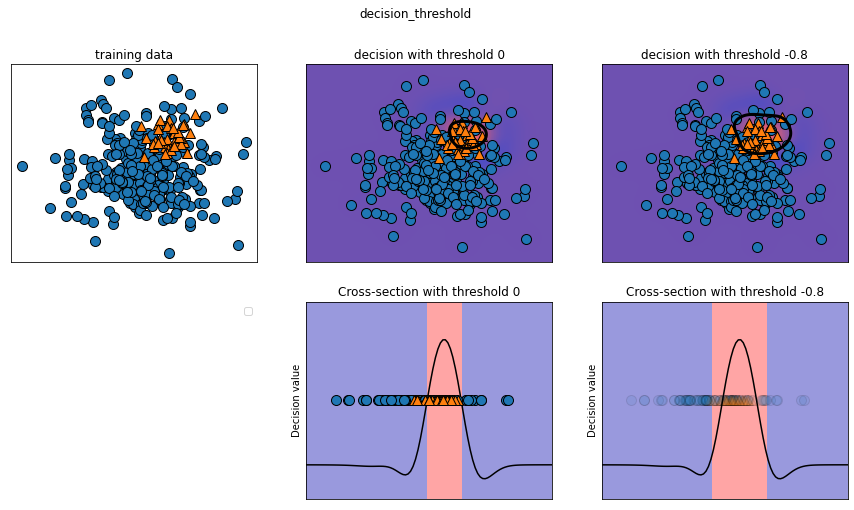 decision_threshold
training data
decision with threshold 0
decision with threshold -0.8
Cross-section with threshold 0
Cross-section with threshold -0.8
Decision value
Decision value